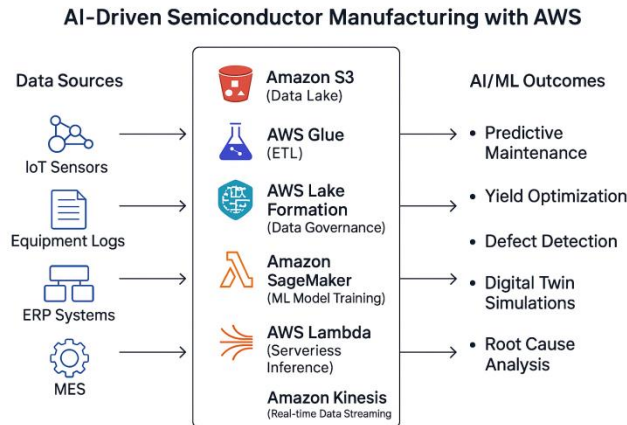 AI-Driven Semiconductor Manufacturing with AWS
Data Sources
IoT Sensors
Equipment Logs
ERP Systems
MES
Amazon S3
(Data Lake)
AWS Glue
(ETL)
AWS Lake
Formation
(Data Governance)
Amazon
SageMaker
(ML Model Training)
AWS Lambda
(Serverless
Inference)
Amazon Kinesis
(Real-time Data Streaming
AI/ML Outcomes
• Predictive
Maintenance
• Yield Optimization
Defect Detection
• Digital Twin
Simulations
• Root Cause
Analysis